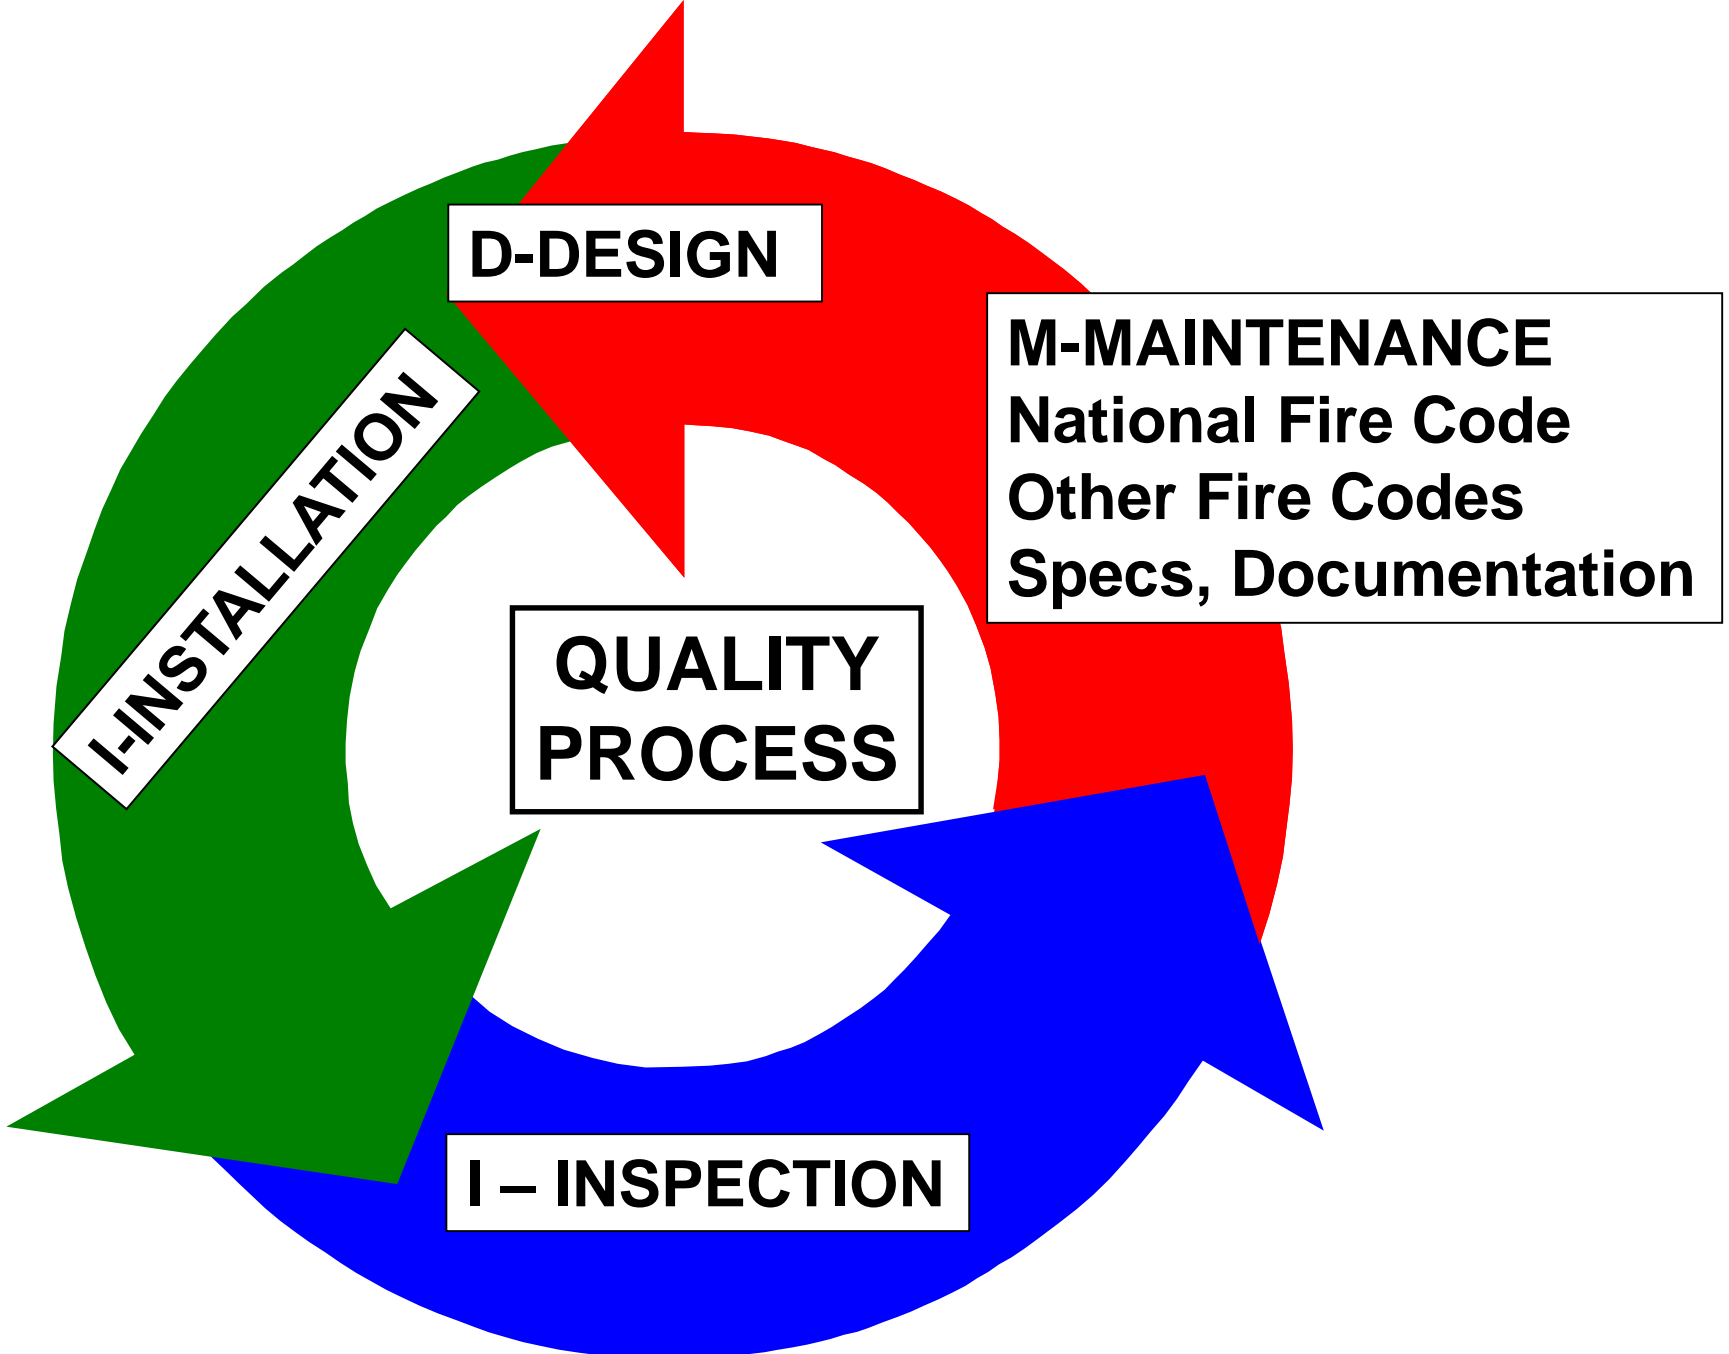 D-DESIGN
M-MAINTENANCE
National Fire Code
Other Fire Codes
Specs, Documentation
I-INSTALLATION
QUALITY
PROCESS
I – INSPECTION